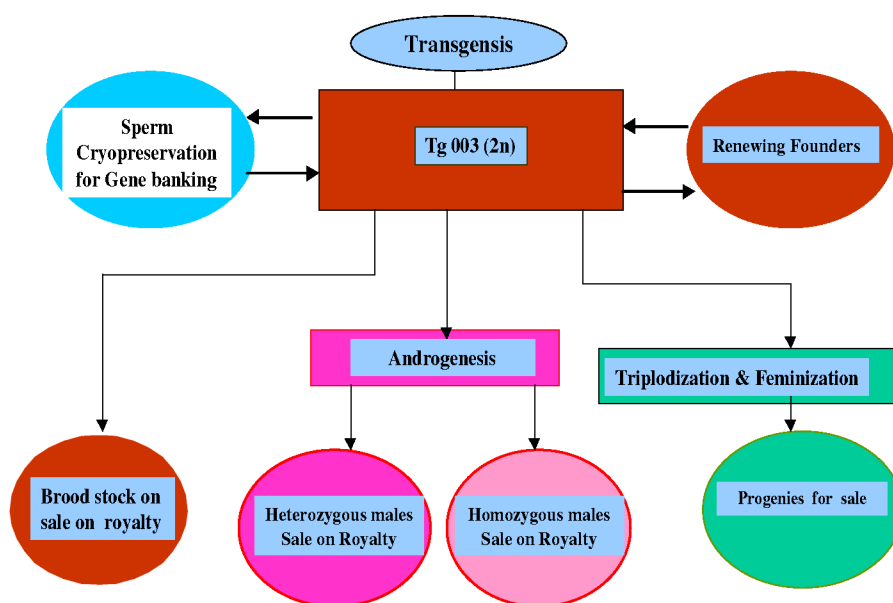 Transgensis
Sperm
Cryopreservation
for Gene banking
Tg 003 (2n)
Renewing Founders
Androgenesis
Triplodization & Feminization
Brood stock on
sale on royalty
Heterozygous males
Sale on Royalty
Homozygous males
Sale on Royalty
Progenies for sale